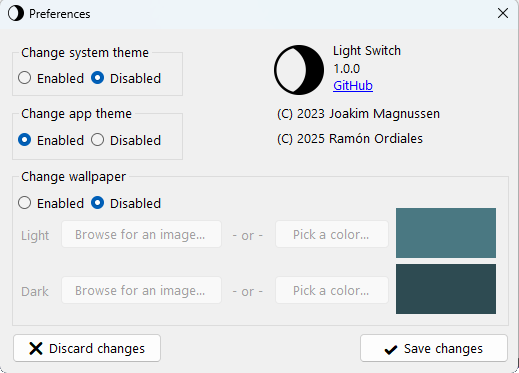 Preferences
Change system theme
Enabled Disabled
Light Switch
1.0.0
GitHub
Change app theme
Enabled Disabled
(C) 2023 Joakim Magnussen
(C) 2025 Ramón Ordiales
Change wallpaper
Enabled Disabled
Light Browse for an image... - or - Pick a color...
Dark Browse for an image... - or - Pick a color...
Discard changes Save changes